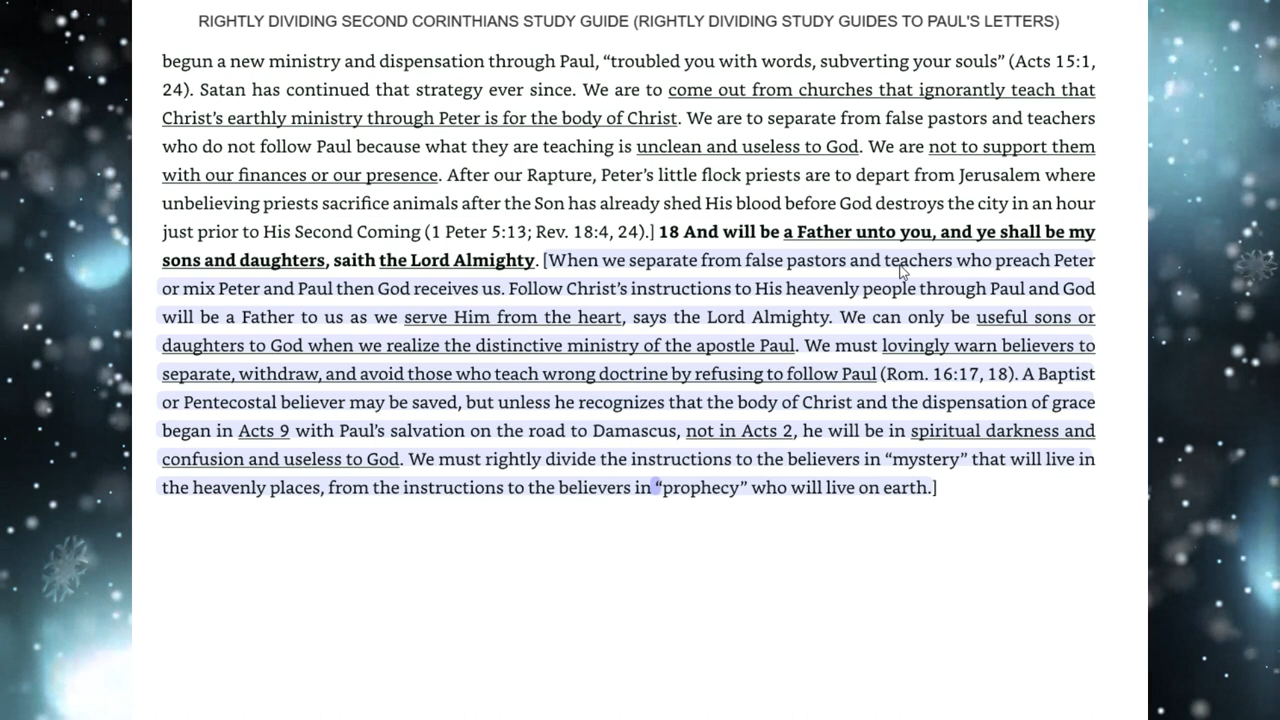 RIGHTLY DIVIDING SECOND CORINTHIANS STUDY GUIDE (RIGHTLY DIVIDING STUDY GUIDES TO PAUL'S LETTERS)
begun a new ministry and dispensation through Paul, “troubled you with words, subverting your souls” (Acts 15:1,
24). Satan has continued that strategy ever since. We are to come out from churches that ignorantly teach that
Christ’s earthly ministry through Peter is for the body of Christ. We are to separate from false pastors and teachers
who do not follow Paul because what they are teaching is unclean and useless to God. We are not to support them
with our finances or our presence. After our Rapture, Peter’s little flock priests are to depart from Jerusalem where
unbelieving priests sacrifice animals after the Son has already shed His blood before God destroys the city in an hour
just prior to His Second Coming (1 Peter 5:13; Rev. 18:4, 24).] 18 And will be a Father unto you, and ye shall be my
sons and daughters, saith the Lord Almighty. [When we separate from false pastors and teachers who preach Peter
or mix Peter and Paul then God receives us. Follow Christ’s instructions to His heavenly people through Paul and God
will be a Father to us as we serve Him from the heart, says the Lord Almighty. We can only be useful sons or
daughters to God when we realize the distinctive ministry of the apostle Paul. We must lovingly warn believers to
separate, withdraw, and avoid those who teach wrong doctrine by refusing to follow Paul (Rom. 16:17, 18). A Baptist
or Pentecostal believer may be saved, but unless he recognizes that the body of Christ and the dispensation of grace
began in Acts 9 with Paul’s salvation on the road to Damascus, not in Acts 2, he will be in spiritual darkness and
confusion and useless to God. We must rightly divide the instructions to the believers in “mystery” that will live in
the heavenly places, from the instructions to the believers in “prophecy” who will live on earth.]